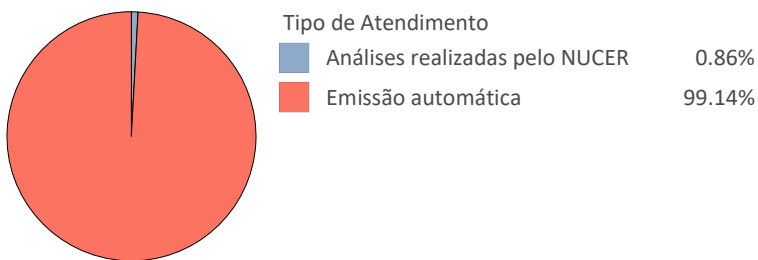 Tipo de Atendimento
Análises realizadas pelo NUCER 0.86%
Emissão automática 99.14%